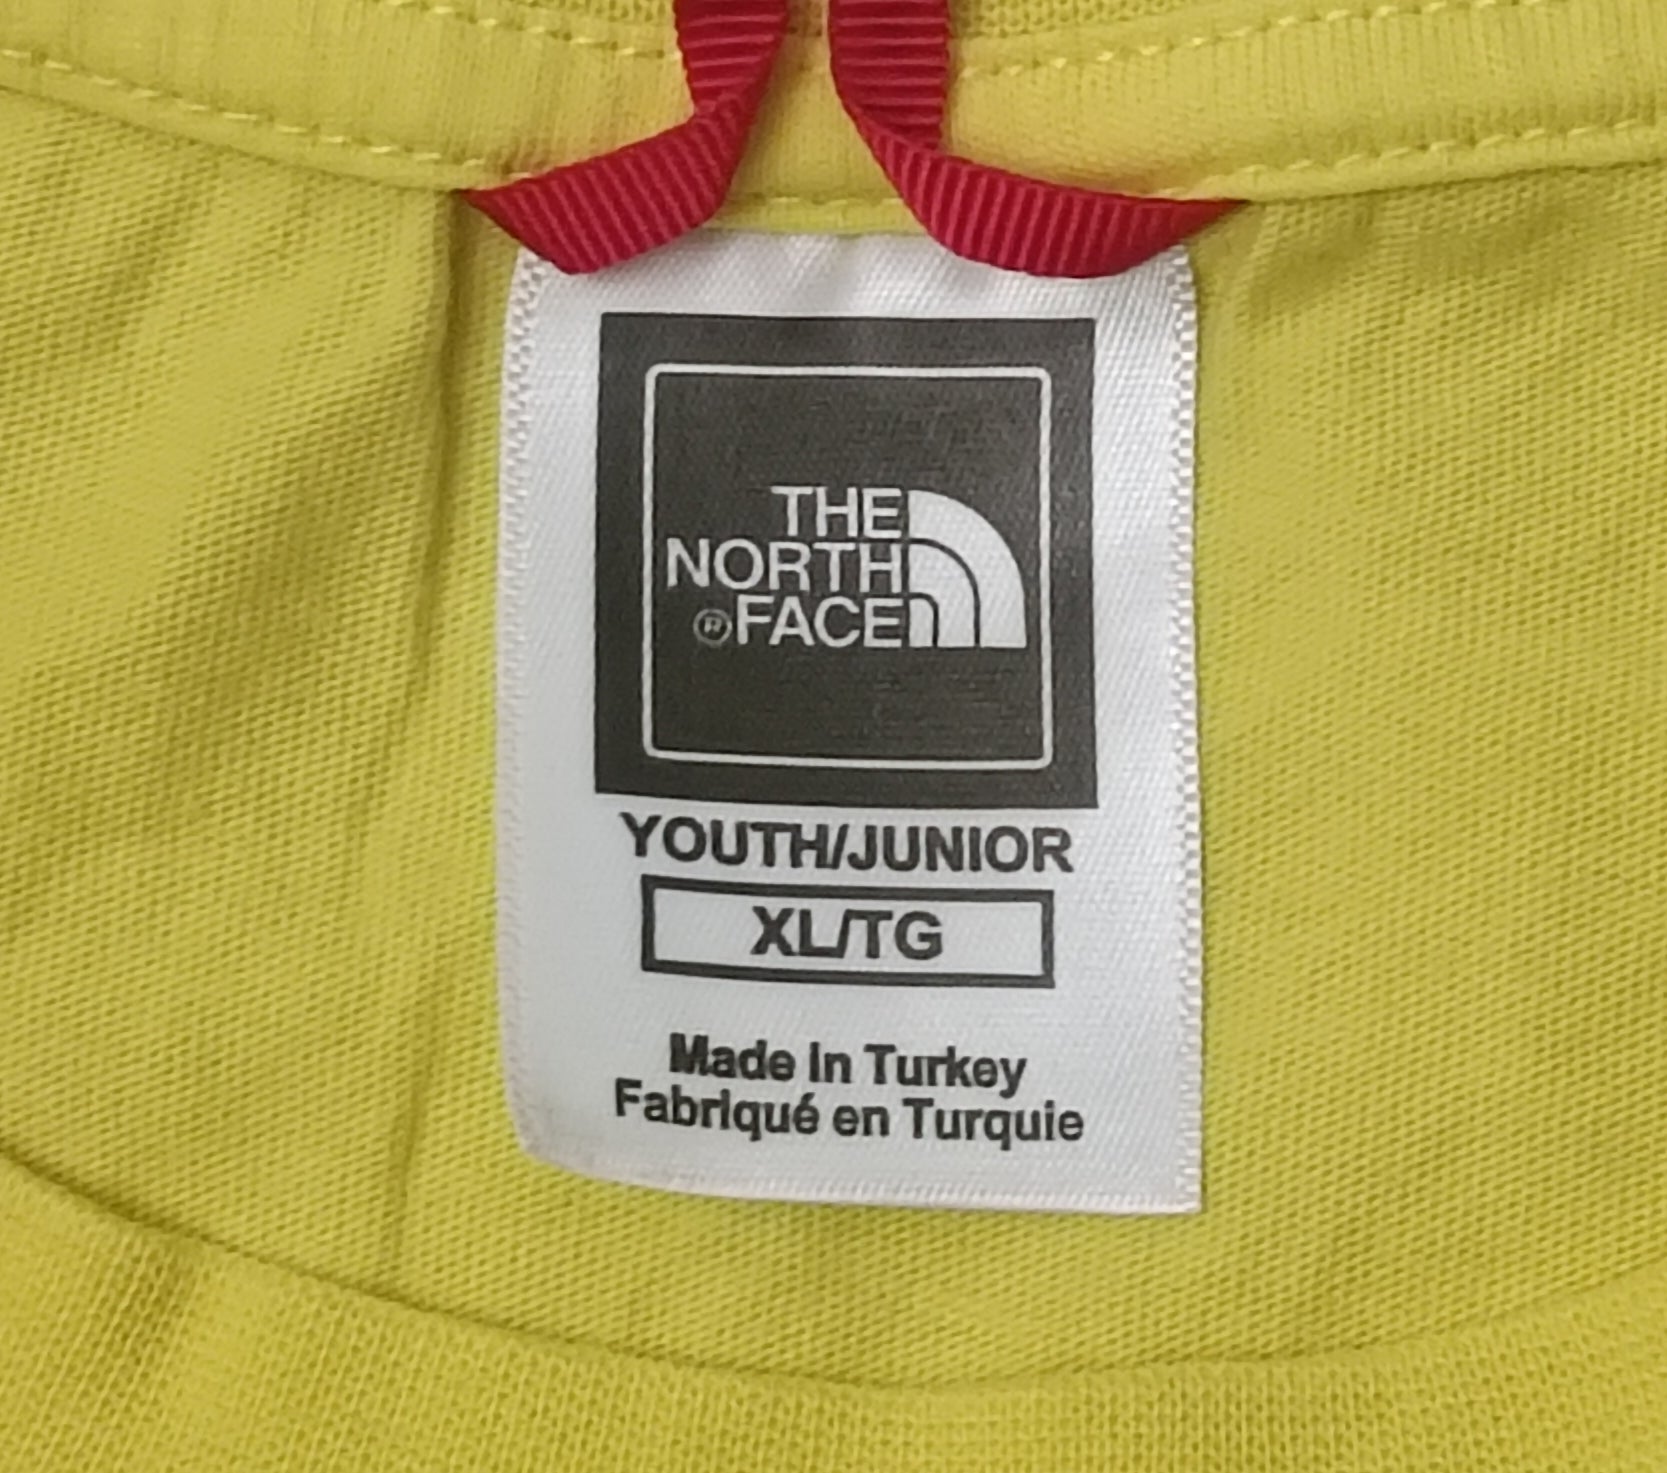 THE
NORTH
®FACE
YOUTH/JUNIOR
XL/TG
Made In Turkey
Fabriqué en Turquie